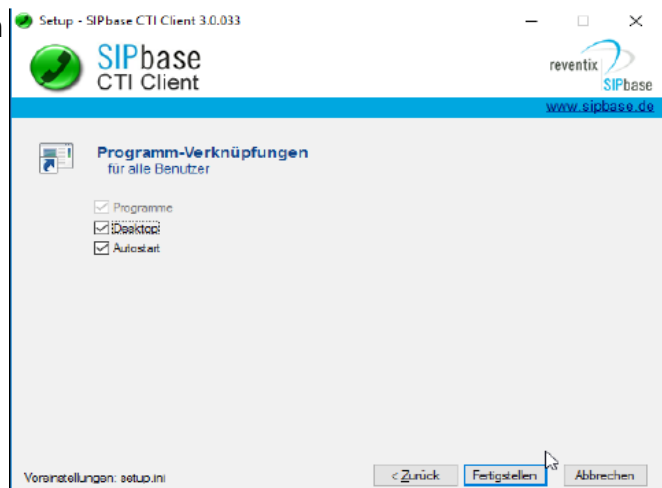 Setup - SIPbase CTI Client 3.0.033
SIPbase
CTI Client
reventix
SIPbase
www.sipbase.de
Programm-Verknüpfungen
für alle Benutzer
Programme
Desktop
Autostart
Voreinstellungen: setup.ini
< Zurück
Fertigstellen
Abbrechen